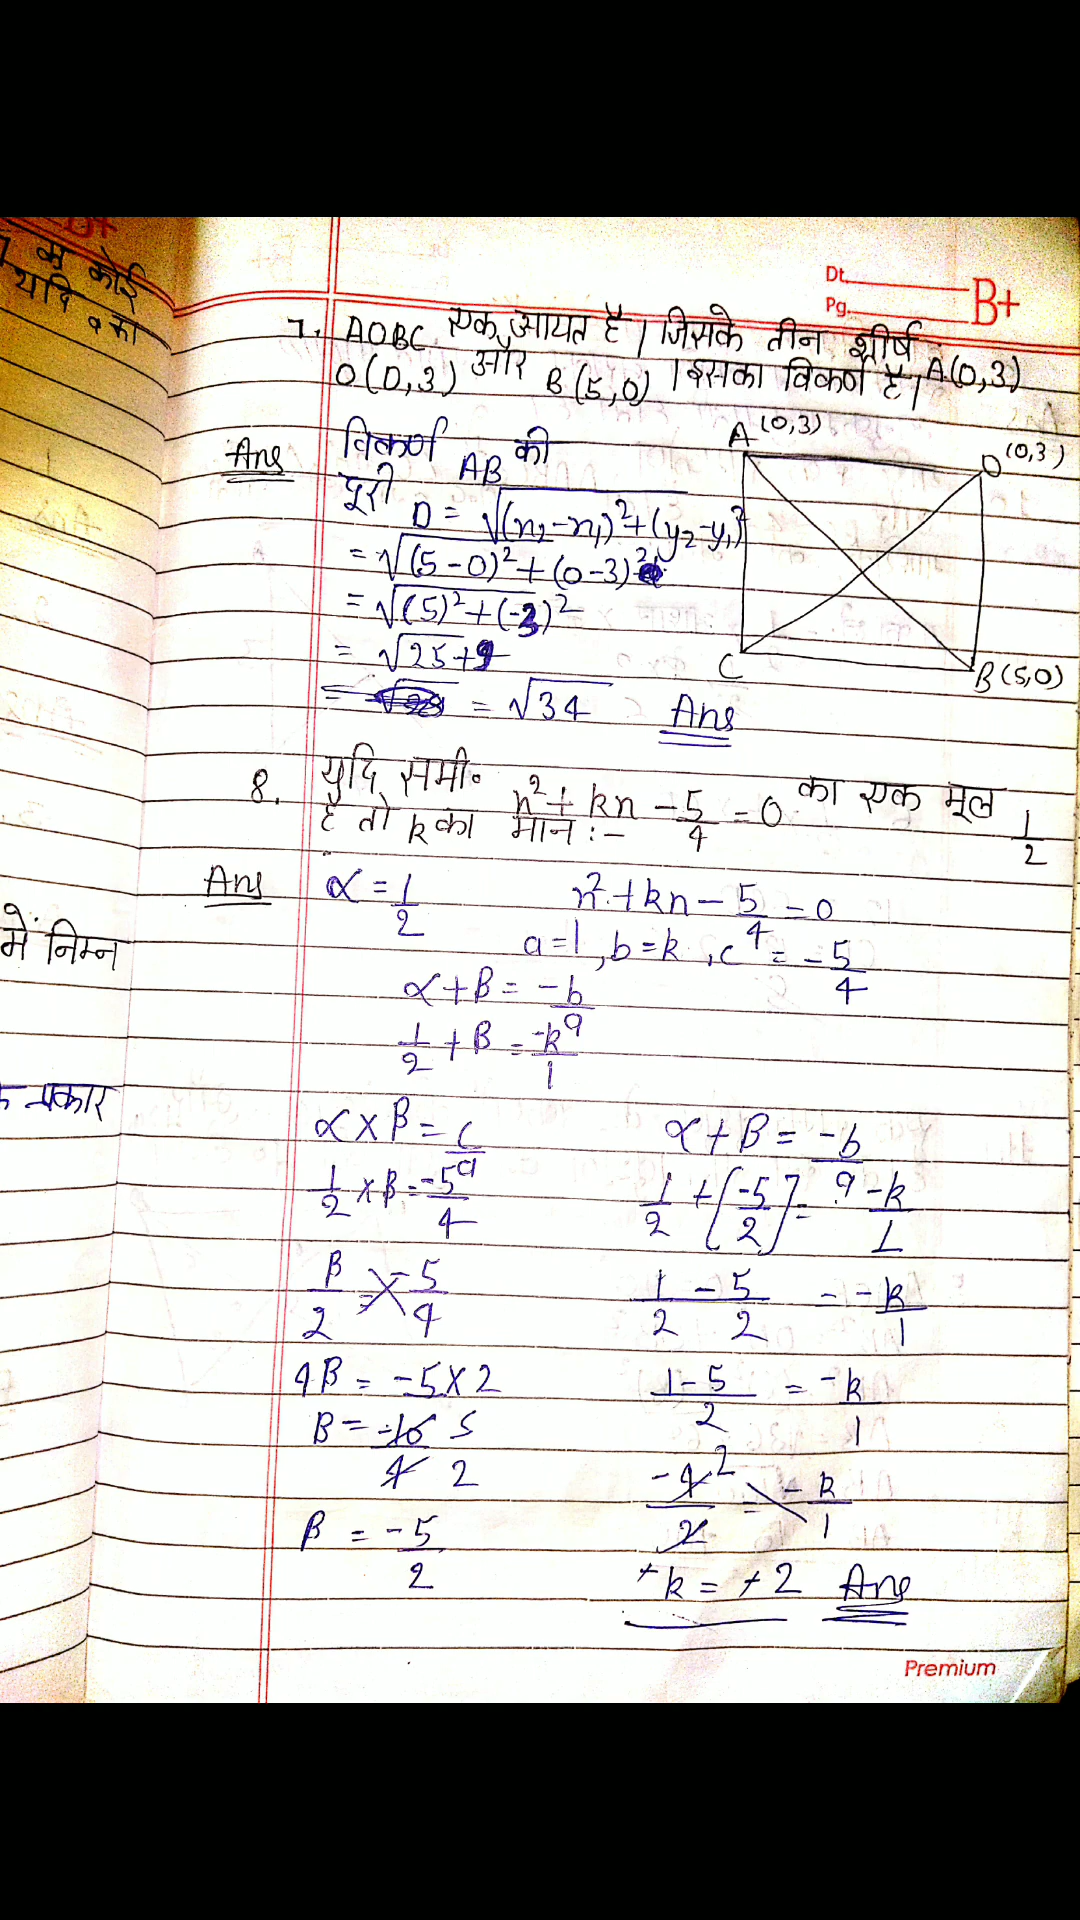 म कोई
यदि a का
में निम्न
प्रकार
Dt.
Pg.
B+
7. AOBC एक आयत है। जिसके तीन शीर्ष A(0,3)
O(0,3) और B(5,0) । इसका विकर्ण है।
Ans विकर्ण AB की
दूरी D = √(x₂-x₁)²+(y₂-y₁)²
= √(5-0)²+(0-3)²
= √(5)²+(-3)²
= √25+9
= = √34 Ans
A (0,3)
O (0,3)
C
B (5,0)
8. यदि समी० x²+kx-5/4=0 का एक मूल 1/2
है तो k का मान :-
Ans α = 1/2 x²+kx-5/4=0
a=1, b=k, c=-5/4
α+β = -b/a
1/2+β = -k/1
α×β = c/a
1/2×β = -5/4
β/2 = -5/4
4β = -5×2
β = -10/4 5/2
β = -5/2
α+β = -b/a
1/2+[-5/2] = -k/1
1/2-5/2 = -k/1
1-5/2 = -k/1
-4²/2 = -k/1
+k = +2 Ans
Premium